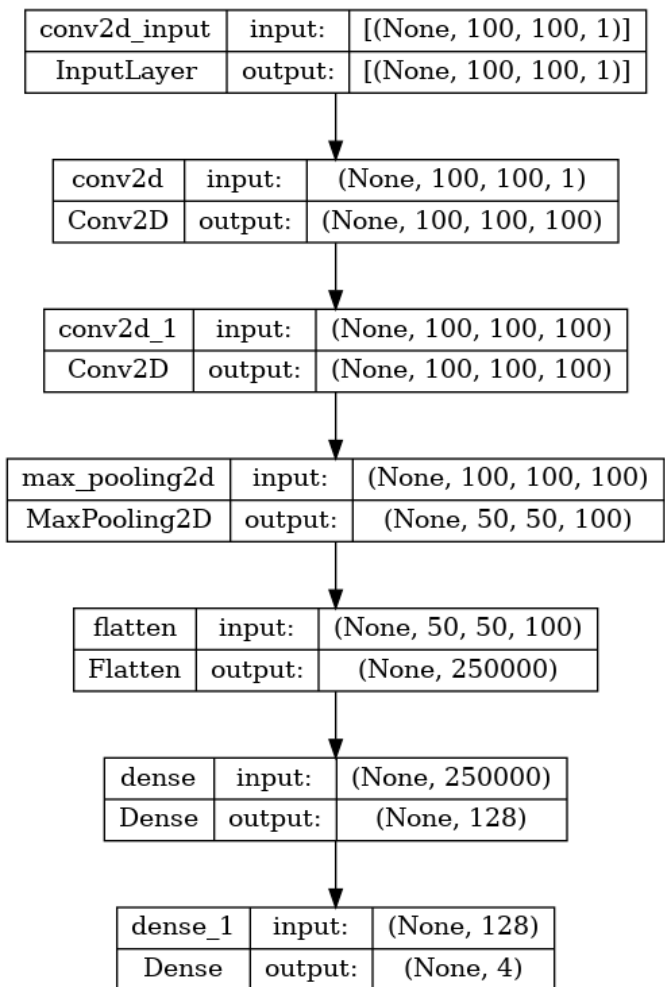 conv2d_input input: [(None, 100, 100, 1)]
InputLayer output: [(None, 100, 100, 1)]
conv2d input: (None, 100, 100, 1)
Conv2D output: (None, 100, 100, 100)
conv2d_1 input: (None, 100, 100, 100)
Conv2D output: (None, 100, 100, 100)
max_pooling2d input: (None, 100, 100, 100)
MaxPooling2D output: (None, 50, 50, 100)
flatten input: (None, 50, 50, 100)
Flatten output: (None, 250000)
dense input: (None, 250000)
Dense output: (None, 128)
dense_1 input: (None, 128)
Dense output: (None, 4)